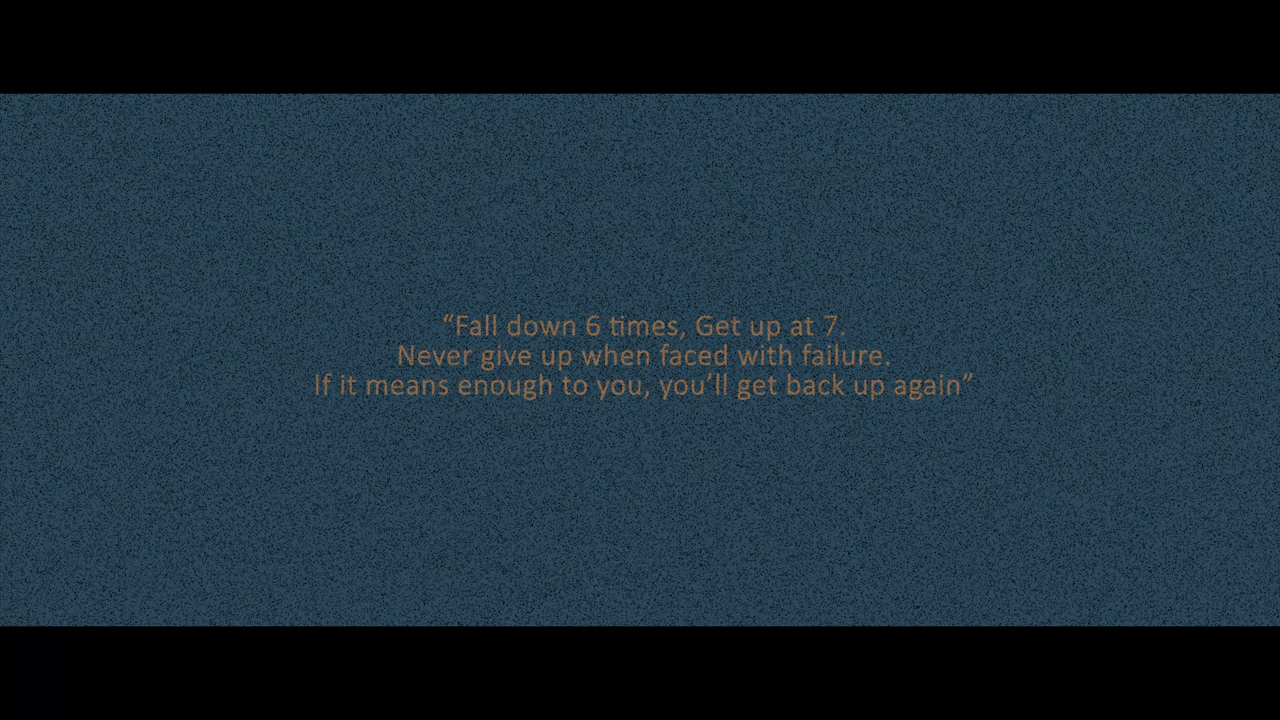 “Fall down 6 times, Get up at 7.
Never give up when faced with failure.
If it means enough to you, you’ll get back up again”